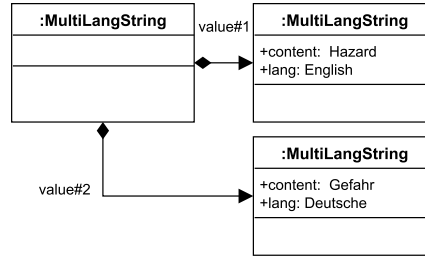 :MultiLangString
value#1
:MultiLangString
+content: Hazard
+lang: English
:MultiLangString
+content: Gefahr
+lang: Deutsche
value#2